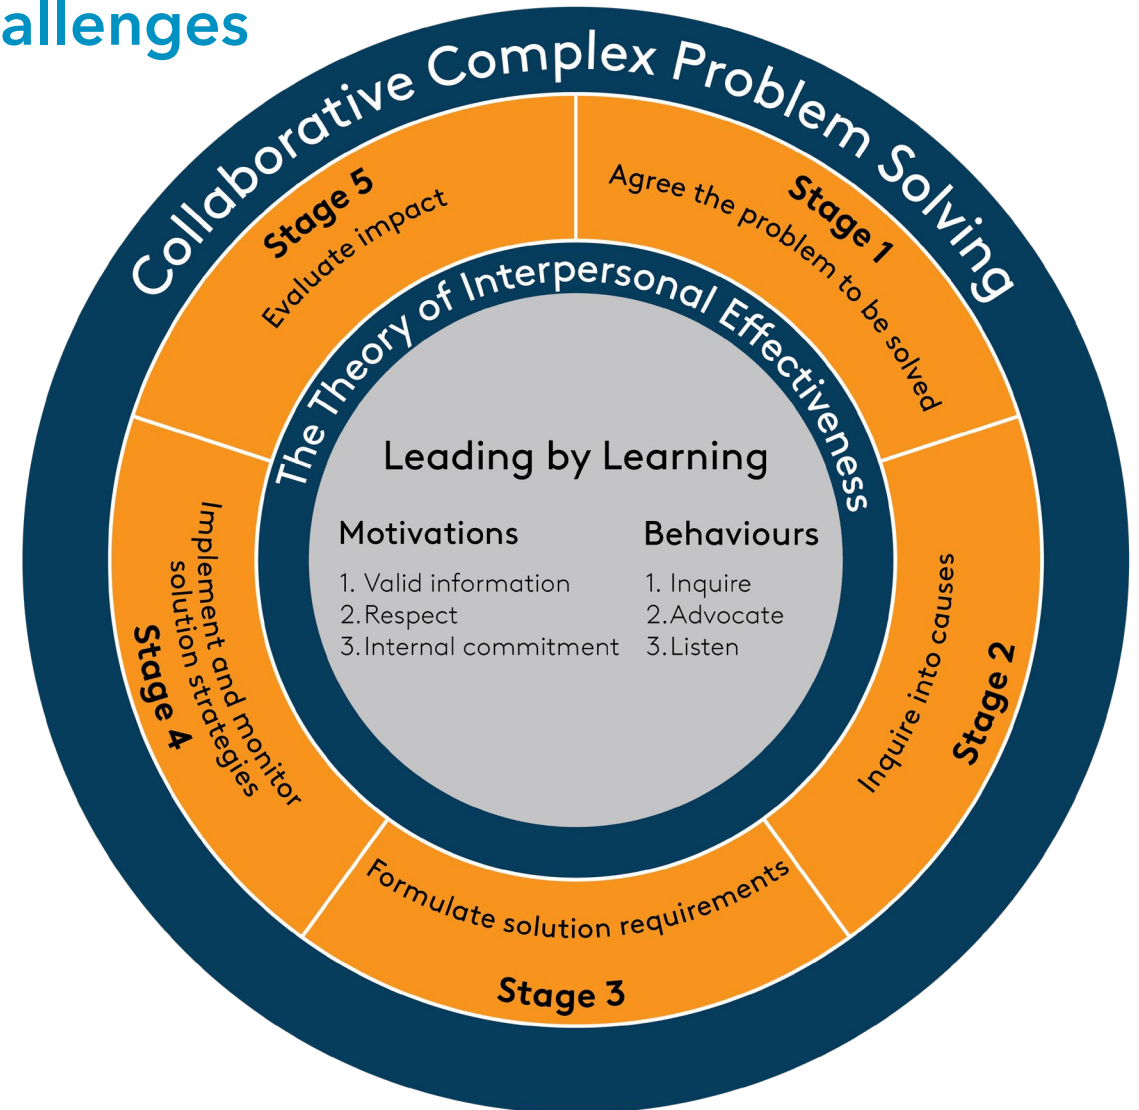 allenges
Collaborative Complex Problem Solving
Stage 1
Agree the problem to be solved
Stage 2
Inquire into causes
Stage 3
Formulate solution requirements
Stage 4
Implement and monitor
solution strategies
Stage 5
Evaluate impact
The Theory of Interpersonal Effectiveness
Leading by Learning
Motivations
1. Valid information
2. Respect
3. Internal commitment
Behaviours
1. Inquire
2. Advocate
3. Listen